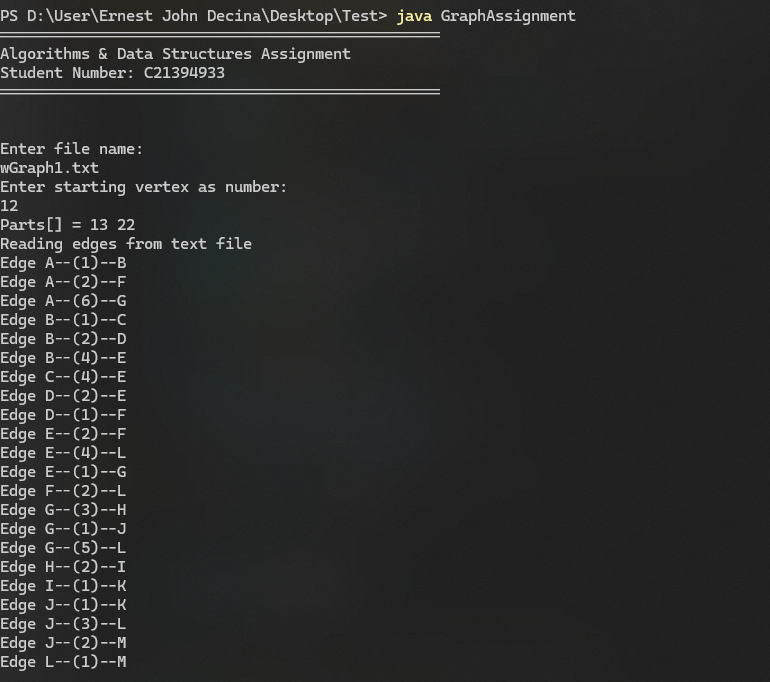 PS D:\User\Ernest John Decina\Desktop\Test> java GraphAssignment
Algorithms & Data Structures Assignment
Student Number: C21394933
Enter file name:
wGraph1.txt
Enter starting vertex as number:
12
Parts[] = 13 22
Reading edges from text file
Edge A--(1)--B
Edge A--(2)--F
Edge A--(6)--G
Edge B--(1)--C
Edge B--(2)--D
Edge B--(4)--E
Edge C--(4)--E
Edge D--(2)--E
Edge D--(1)--F
Edge E--(2)--F
Edge E--(4)--L
Edge E--(1)--G
Edge F--(2)--L
Edge G--(3)--H
Edge G--(1)--J
Edge G--(5)--L
Edge H--(2)--I
Edge I--(1)--K
Edge J--(1)--K
Edge J--(3)--L
Edge J--(2)--M
Edge L--(1)--M